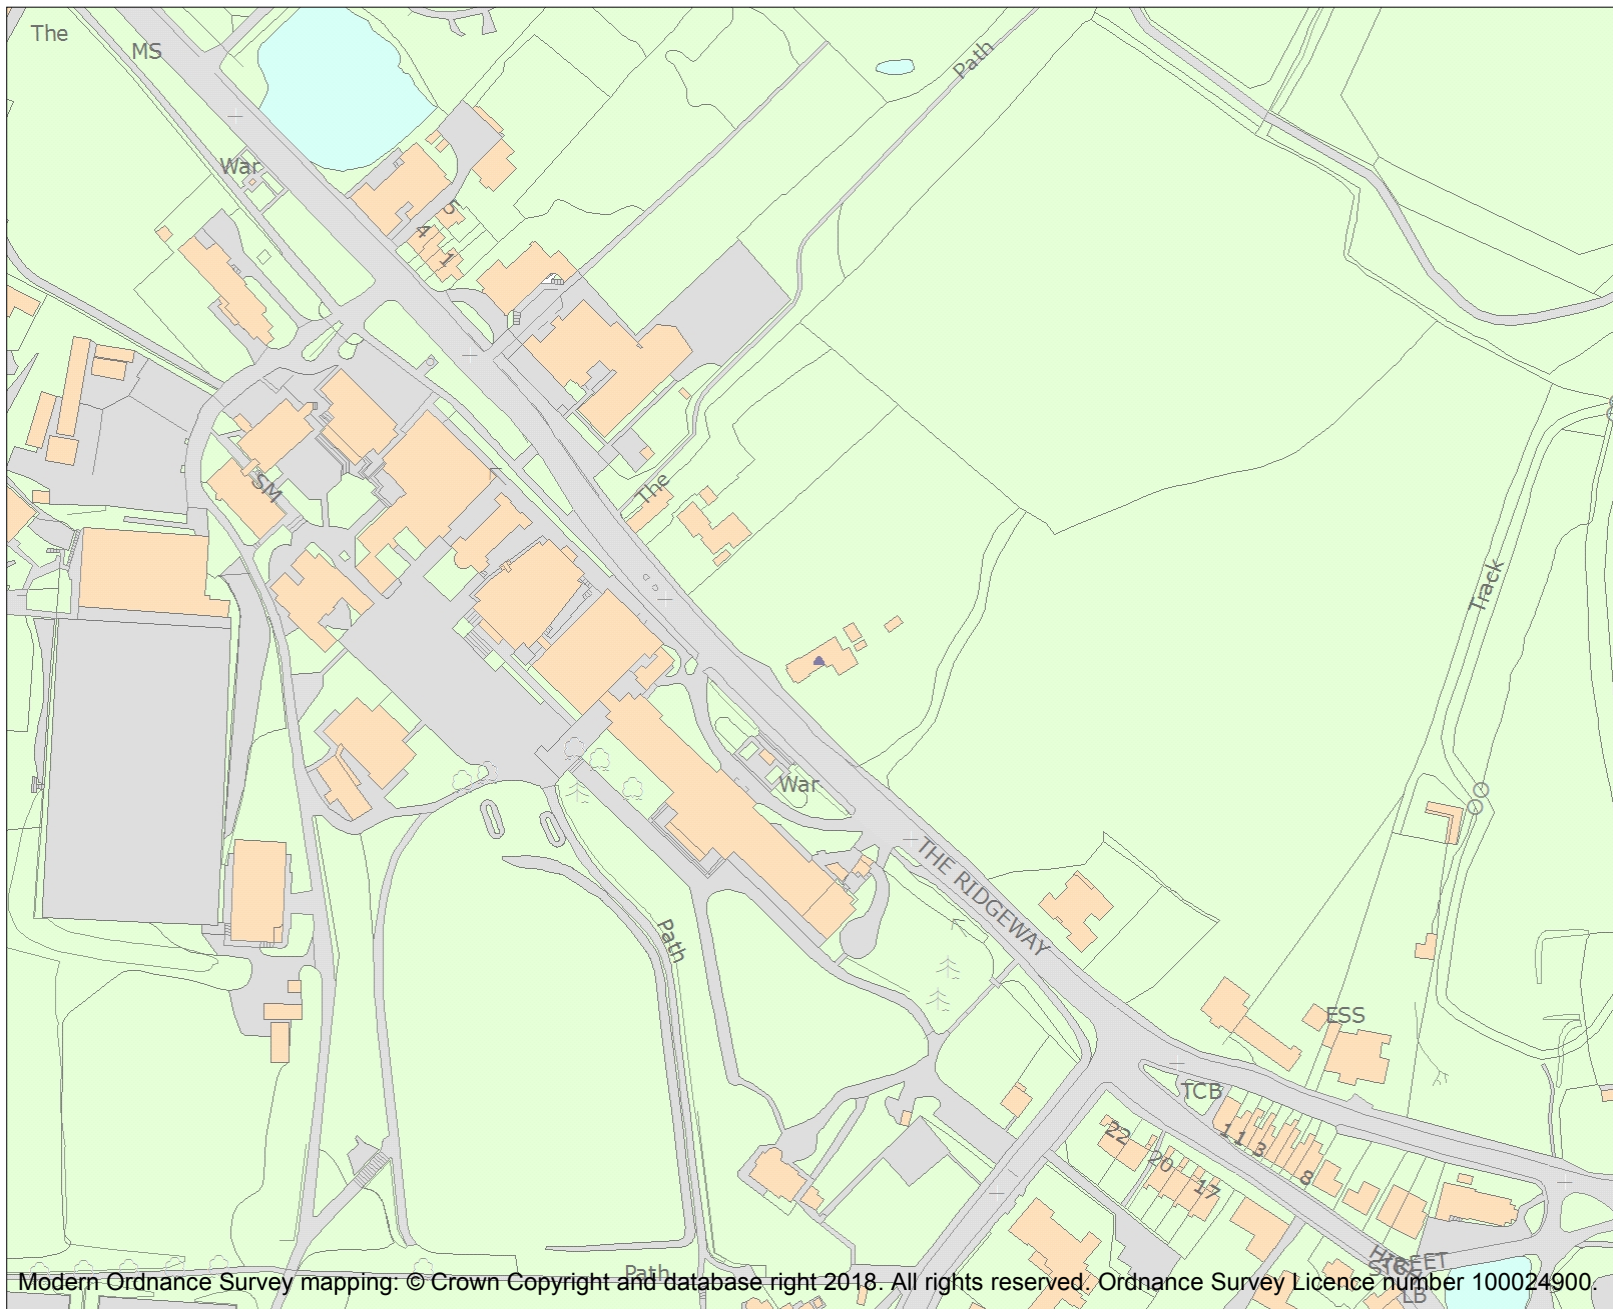 The
MS
Path
War
5
4
1
SM
The
Track
War
THE RIDGEWAY
Path
ESS
TCB
22
11
3
20
8
17
Path
LB
Modern Ordnance Survey mapping: © Crown Copyright and database right 2018. All rights reserved. Ordnance Survey Licence number 100024900.